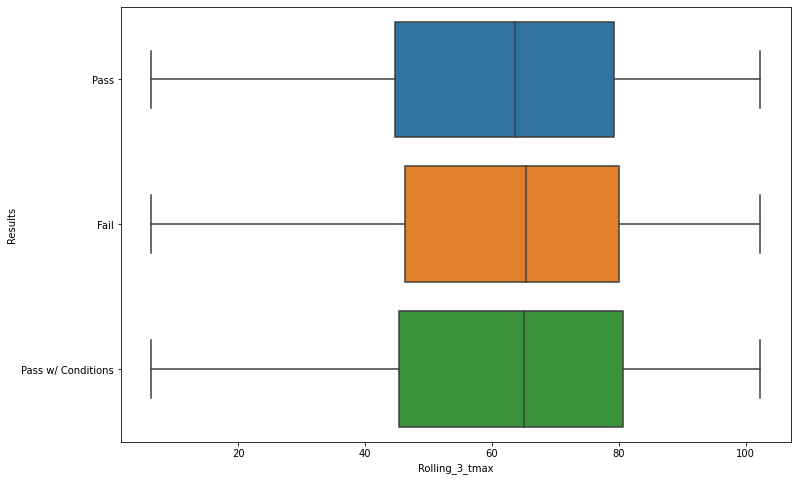 Results
Pass
Fail
Pass w/ Conditions
20 40 60 80 100
Rolling_3_tmax